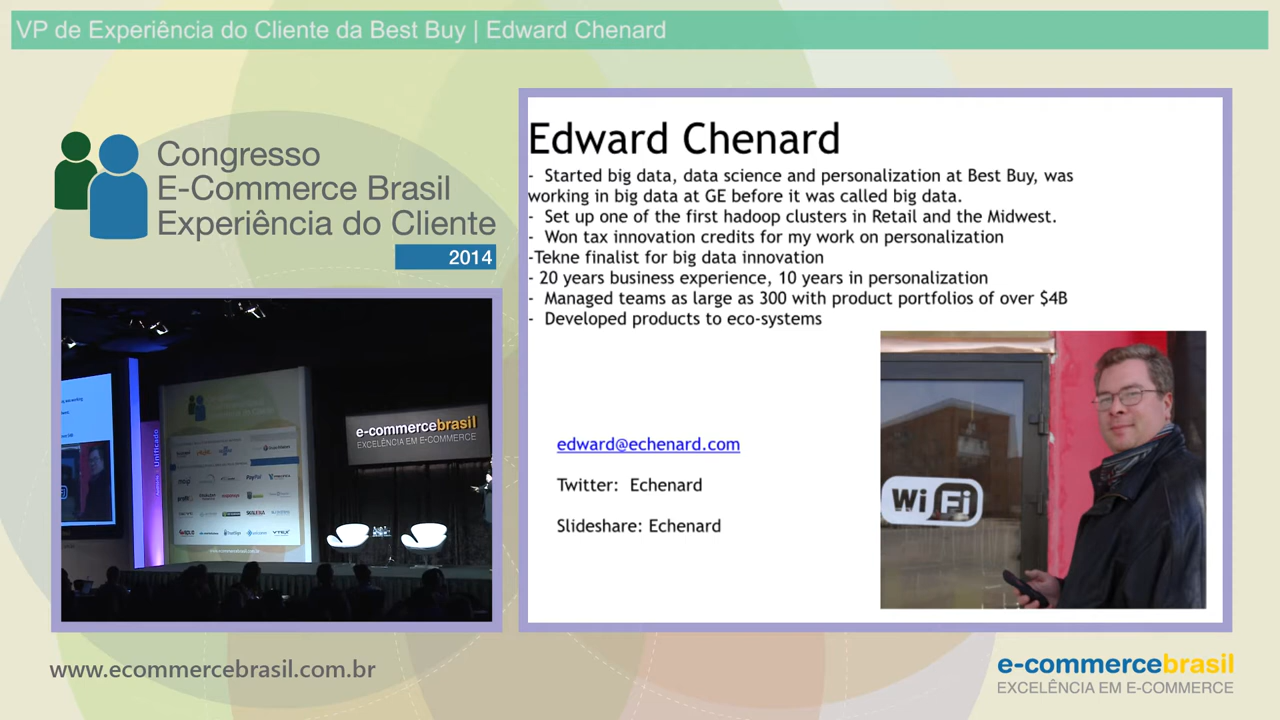 VP de Experiência do Cliente da Best Buy | Edward Chenard
Congresso
E-Commerce Brasil
Experiência do Cliente
2014
Edward Chenard
- Started big data, data science and personalization at Best Buy, was
working in big data at GE before it was called big data.
- Set up one of the first hadoop clusters in Retail and the Midwest.
- Won tax innovation credits for my work on personalization
-Tekne finalist for big data innovation
- 20 years business experience, 10 years in personalization
- Managed teams as large as 300 with product portfolios of over $4B
- Developed products to eco-systems
edward@echenard.com
Twitter: Echenard
Slideshare: Echenard
Wi Fi
e-commercebrasil
EXCELÊNCIA EM E-COMMERCE
Unificado
PayPal
VTEX
www.ecommercebrasil.com.br
e-commercebrasil
EXCELÊNCIA EM E-COMMERCE